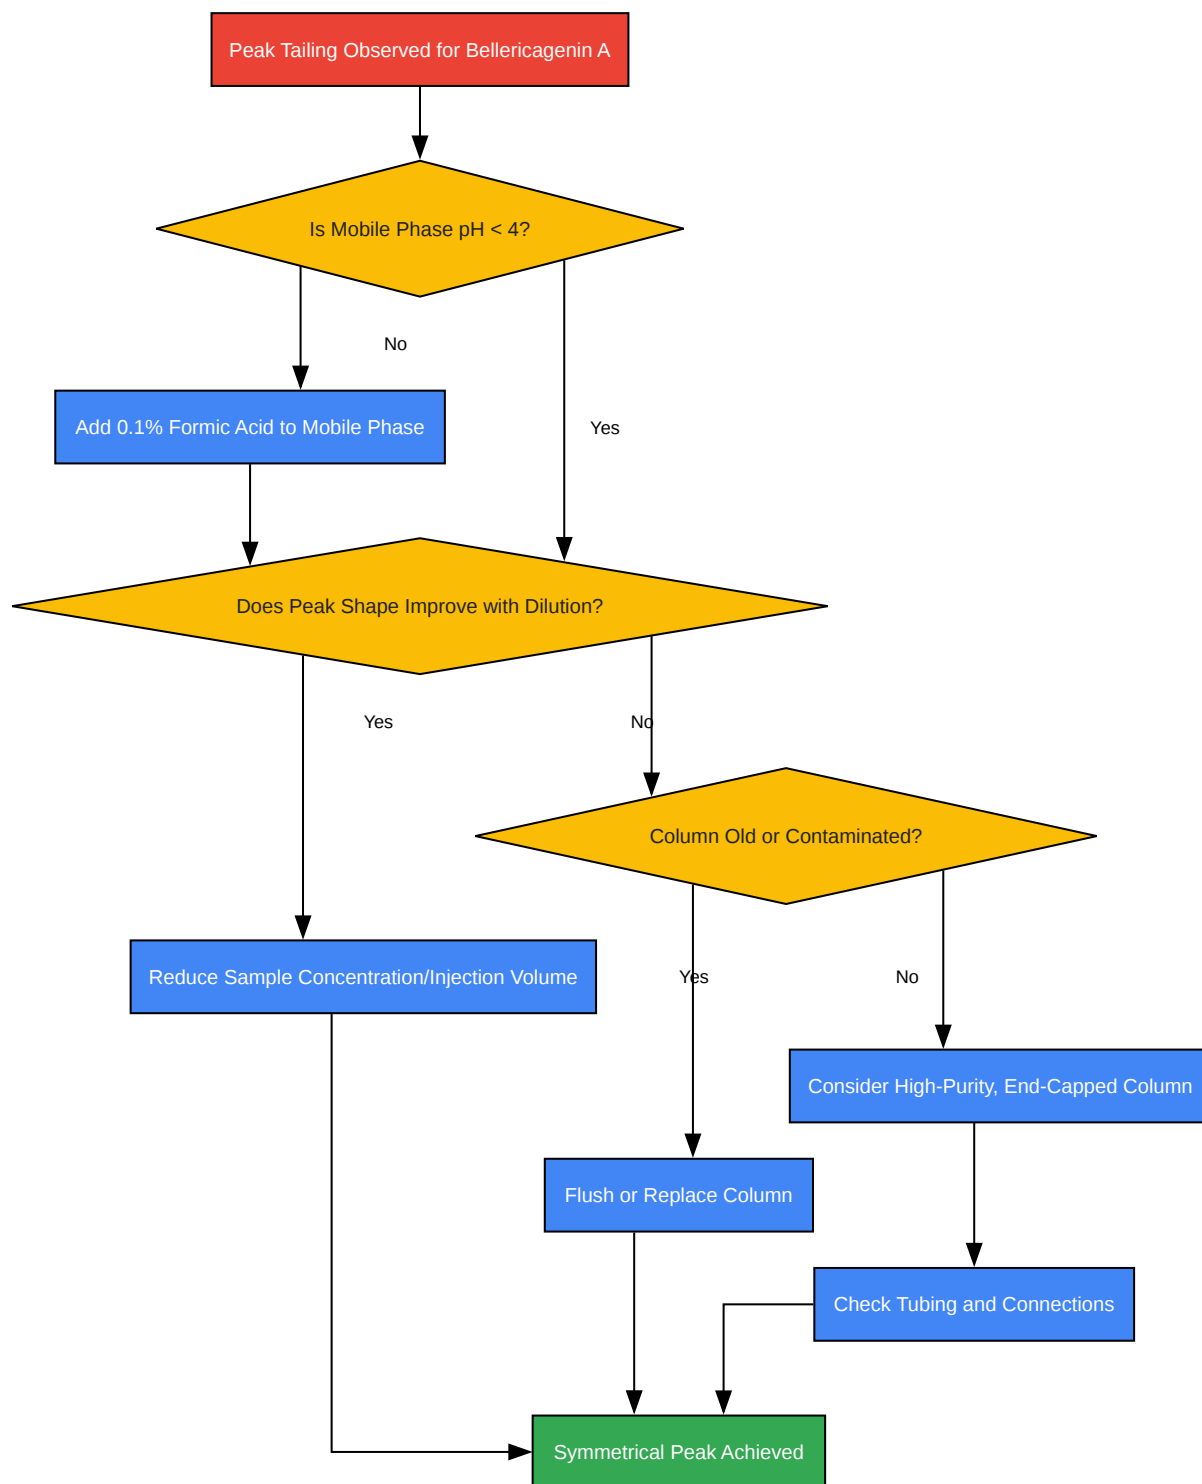 Peak Tailing Observed for Bellericagenin A
Is Mobile Phase pH < 4?
No
Add 0.1% Formic Acid to Mobile Phase
Yes
Does Peak Shape Improve with Dilution?
Yes
No
Column Old or Contaminated?
Reduce Sample Concentration/Injection Volume
Yes
No
Consider High-Purity, End-Capped Column
Flush or Replace Column
Check Tubing and Connections
Symmetrical Peak Achieved